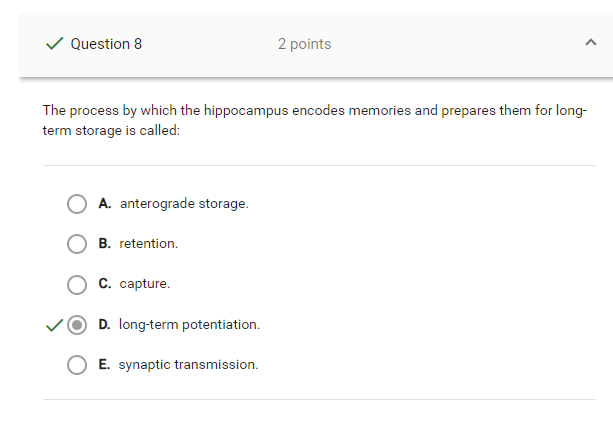 Question 8 2 points
The process by which the hippocampus encodes memories and prepares them for long-
term storage is called:
A. anterograde storage.
B. retention.
C. capture.
D. long-term potentiation.
E. synaptic transmission.